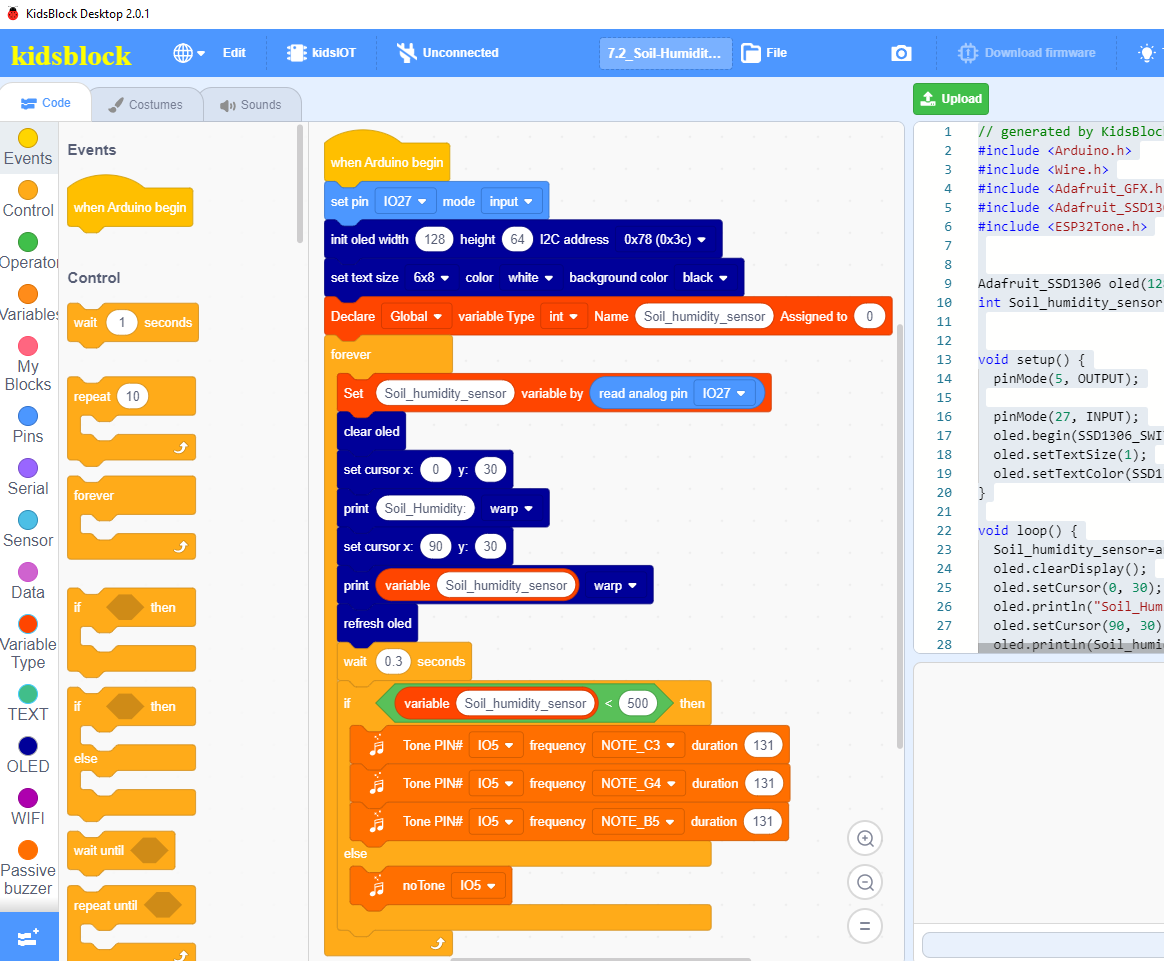 KidsBlock Desktop 2.0.1
kidsblock Edit kidsIOT Unconnected 7.2_Soil-Humidit... File Download firmware
Code Costumes Sounds
Upload
Events
Control
Operator
Variables
My
Blocks
Pins
Serial
Sensor
Data
Variable
Type
TEXT
OLED
WIFI
Passive
buzzer
Events
when Arduino begin
Control
wait 1 seconds
repeat 10
forever
if then
if then
else
wait until
repeat until
when Arduino begin
set pin IO27 mode input
init oled width 128 height 64 I2C address 0x78 (0x3c)
set text size 6x8 color white background color black
Declare Global variable Type int Name Soil_humidity_sensor Assigned to 0
forever
Set Soil_humidity_sensor variable by read analog pin IO27
clear oled
set cursor x: 0 y: 30
print Soil_Humidity: warp
set cursor x: 90 y: 30
print variable Soil_humidity_sensor warp
refresh oled
wait 0.3 seconds
if variable Soil_humidity_sensor < 500 then
Tone PIN# IO5 frequency NOTE_C3 duration 131
Tone PIN# IO5 frequency NOTE_G4 duration 131
Tone PIN# IO5 frequency NOTE_B5 duration 131
else
noTone IO5
=
1 // generated by KidsBloc
2 #include <Arduino.h>
3 #include <Wire.h>
4 #include <Adafruit_GFX.h
5 #include <Adafruit_SSD130
6 #include <ESP32Tone.h>
7
8
9 Adafruit_SSD1306 oled(128
10 int Soil_humidity_sensor
11
12
13 void setup() {
14 pinMode(5, OUTPUT);
15
16 pinMode(27, INPUT);
17 oled.begin(SSD1306_SWI
18 oled.setTextSize(1);
19 oled.setTextColor(SSD1
20 }
21
22 void loop() {
23 Soil_humidity_sensor=a
24 oled.clearDisplay();
25 oled.setCursor(0, 30);
26 oled.println("Soil_Hum
27 oled.setCursor(90, 30)
28 oled.println(Soil_humi